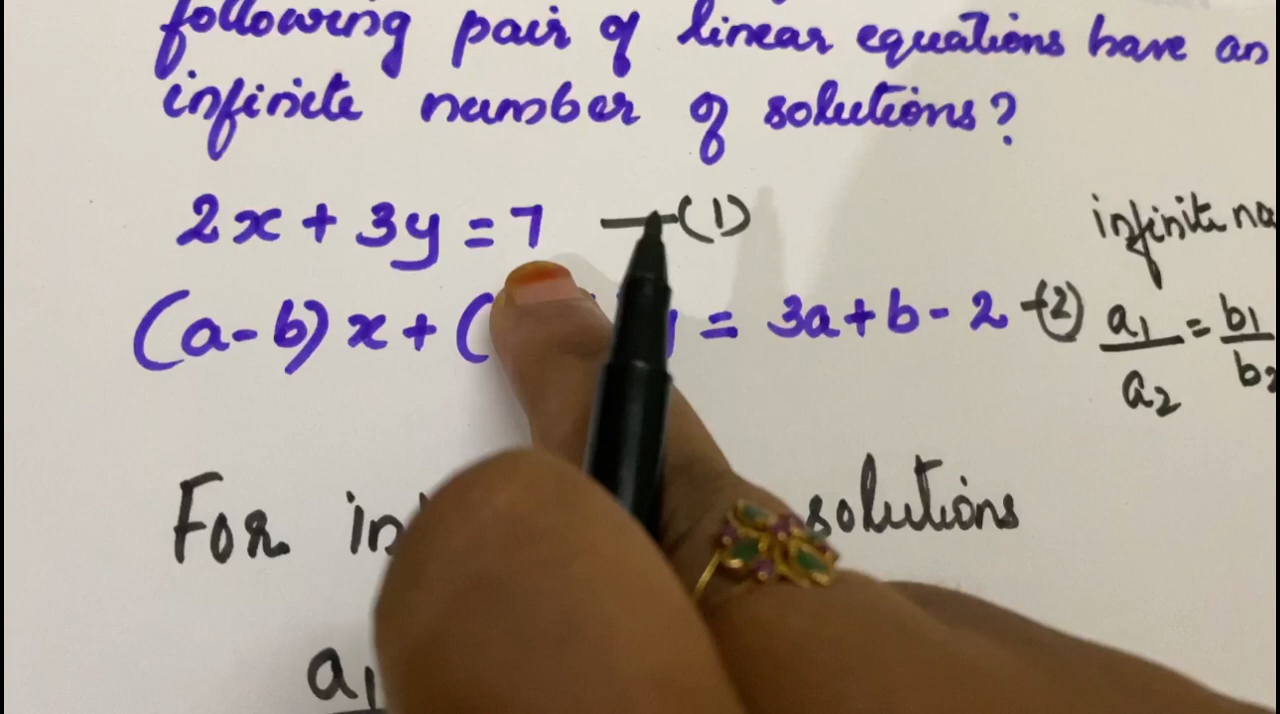 following pair of linear equations have an
infinite number of solutions?
2x + 3y = 7 —(1)
(a-b) x + ( = 3a+b-2 —(2)
infinite no
a1/a2 = b1/b2
For in solutions
a1